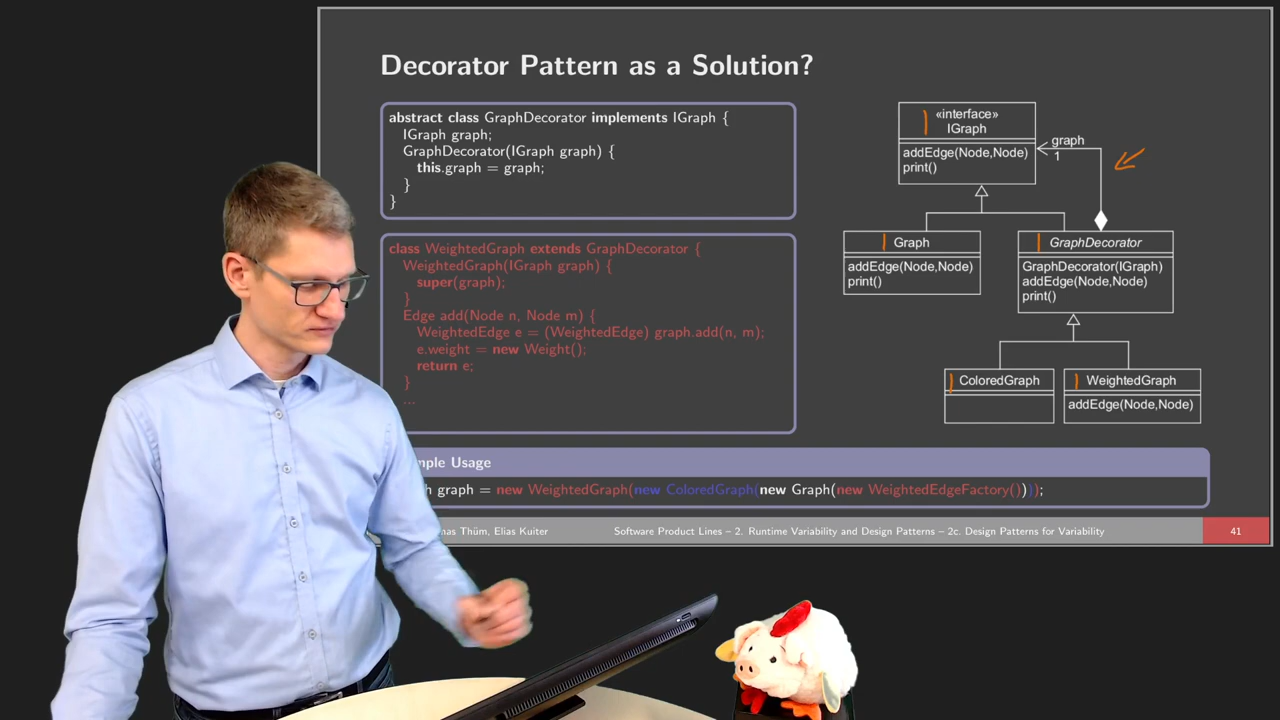 Decorator Pattern as a Solution?
abstract class GraphDecorator implements IGraph {
IGraph graph;
GraphDecorator(IGraph graph) {
this.graph = graph;
}
}
class WeightedGraph extends GraphDecorator {
WeightedGraph(IGraph graph) {
super(graph);
}
Edge add(Node n, Node m) {
WeightedEdge e = (WeightedEdge) graph.add(n, m);
e.weight = new Weight();
return e;
}
...
«interface»
IGraph
addEdge(Node,Node)
print()
graph
1
Graph
addEdge(Node,Node)
print()
GraphDecorator
GraphDecorator(IGraph)
addEdge(Node,Node)
print()
ColoredGraph
WeightedGraph
addEdge(Node,Node)
Usage
graph = new WeightedGraph(new ColoredGraph(new Graph(new WeightedEdgeFactory())));
Thüm, Elias Kuiter
Software Product Lines – 2. Runtime Variability and Design Patterns – 2c. Design Patterns for Variability
41